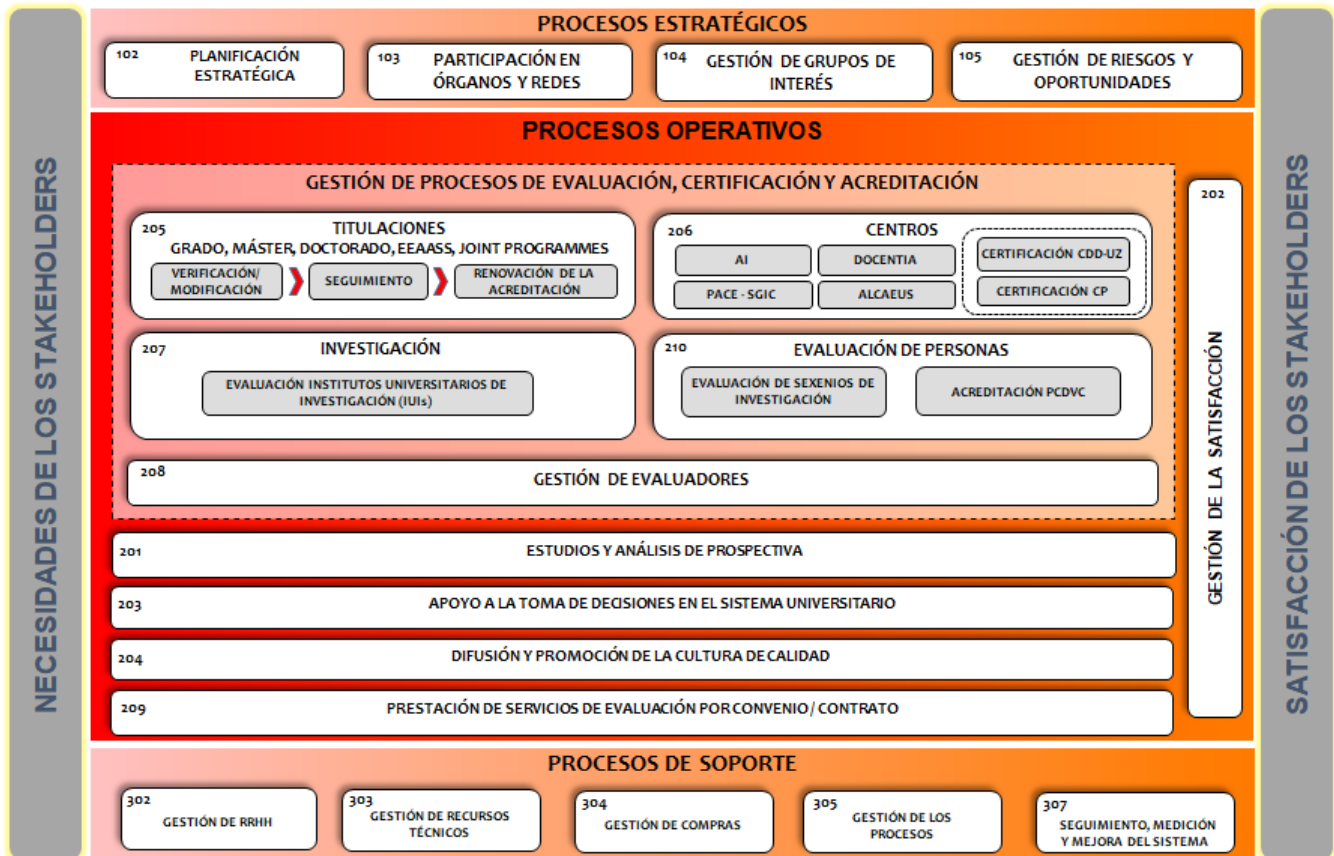 NECESIDADES DE LOS STAKEHOLDERS
PROCESOS ESTRATÉGICOS
102
PLANIFICACIÓN
ESTRATÉGICA
103
PARTICIPACIÓN EN
ÓRGANOS Y REDES
104
GESTIÓN DE GRUPOS DE
INTERÉS
105
GESTIÓN DE RIESGOS Y
OPORTUNIDADES
PROCESOS OPERATIVOS
GESTIÓN DE PROCESOS DE EVALUACIÓN, CERTIFICACIÓN Y ACREDITACIÓN
205
TITULACIONES
GRADO, MÁSTER, DOCTORADO, EEAASS, JOINT PROGRAMMES
VERIFICACIÓN/
MODIFICACIÓN
SEGUIMIENTO
RENOVACIÓN DE LA
ACREDITACIÓN
206
CENTROS
AI
DOCENTIA
PACE - SGIC
ALCAEUS
CERTIFICACIÓN CDD-UZ
CERTIFICACIÓN CP
207
INVESTIGACIÓN
EVALUACIÓN INSTITUTOS UNIVERSITARIOS DE
INVESTIGACIÓN (IUIs)
210
EVALUACIÓN DE PERSONAS
EVALUACIÓN DE SEXENIOS DE
INVESTIGACIÓN
ACREDITACIÓN PCDVC
208
GESTIÓN DE EVALUADORES
201
ESTUDIOS Y ANÁLISIS DE PROSPECTIVA
203
APOYO A LA TOMA DE DECISIONES EN EL SISTEMA UNIVERSITARIO
204
DIFUSIÓN Y PROMOCIÓN DE LA CULTURA DE CALIDAD
209
PRESTACIÓN DE SERVICIOS DE EVALUACIÓN POR CONVENIO / CONTRATO
202
GESTIÓN DE LA SATISFACCIÓN
PROCESOS DE SOPORTE
302
GESTIÓN DE RRHH
303
GESTIÓN DE RECURSOS
TÉCNICOS
304
GESTIÓN DE COMPRAS
305
GESTIÓN DE LOS
PROCESOS
307
SEGUIMIENTO, MEDICIÓN
Y MEJORA DEL SISTEMA
SATISFACCIÓN DE LOS STAKEHOLDERS